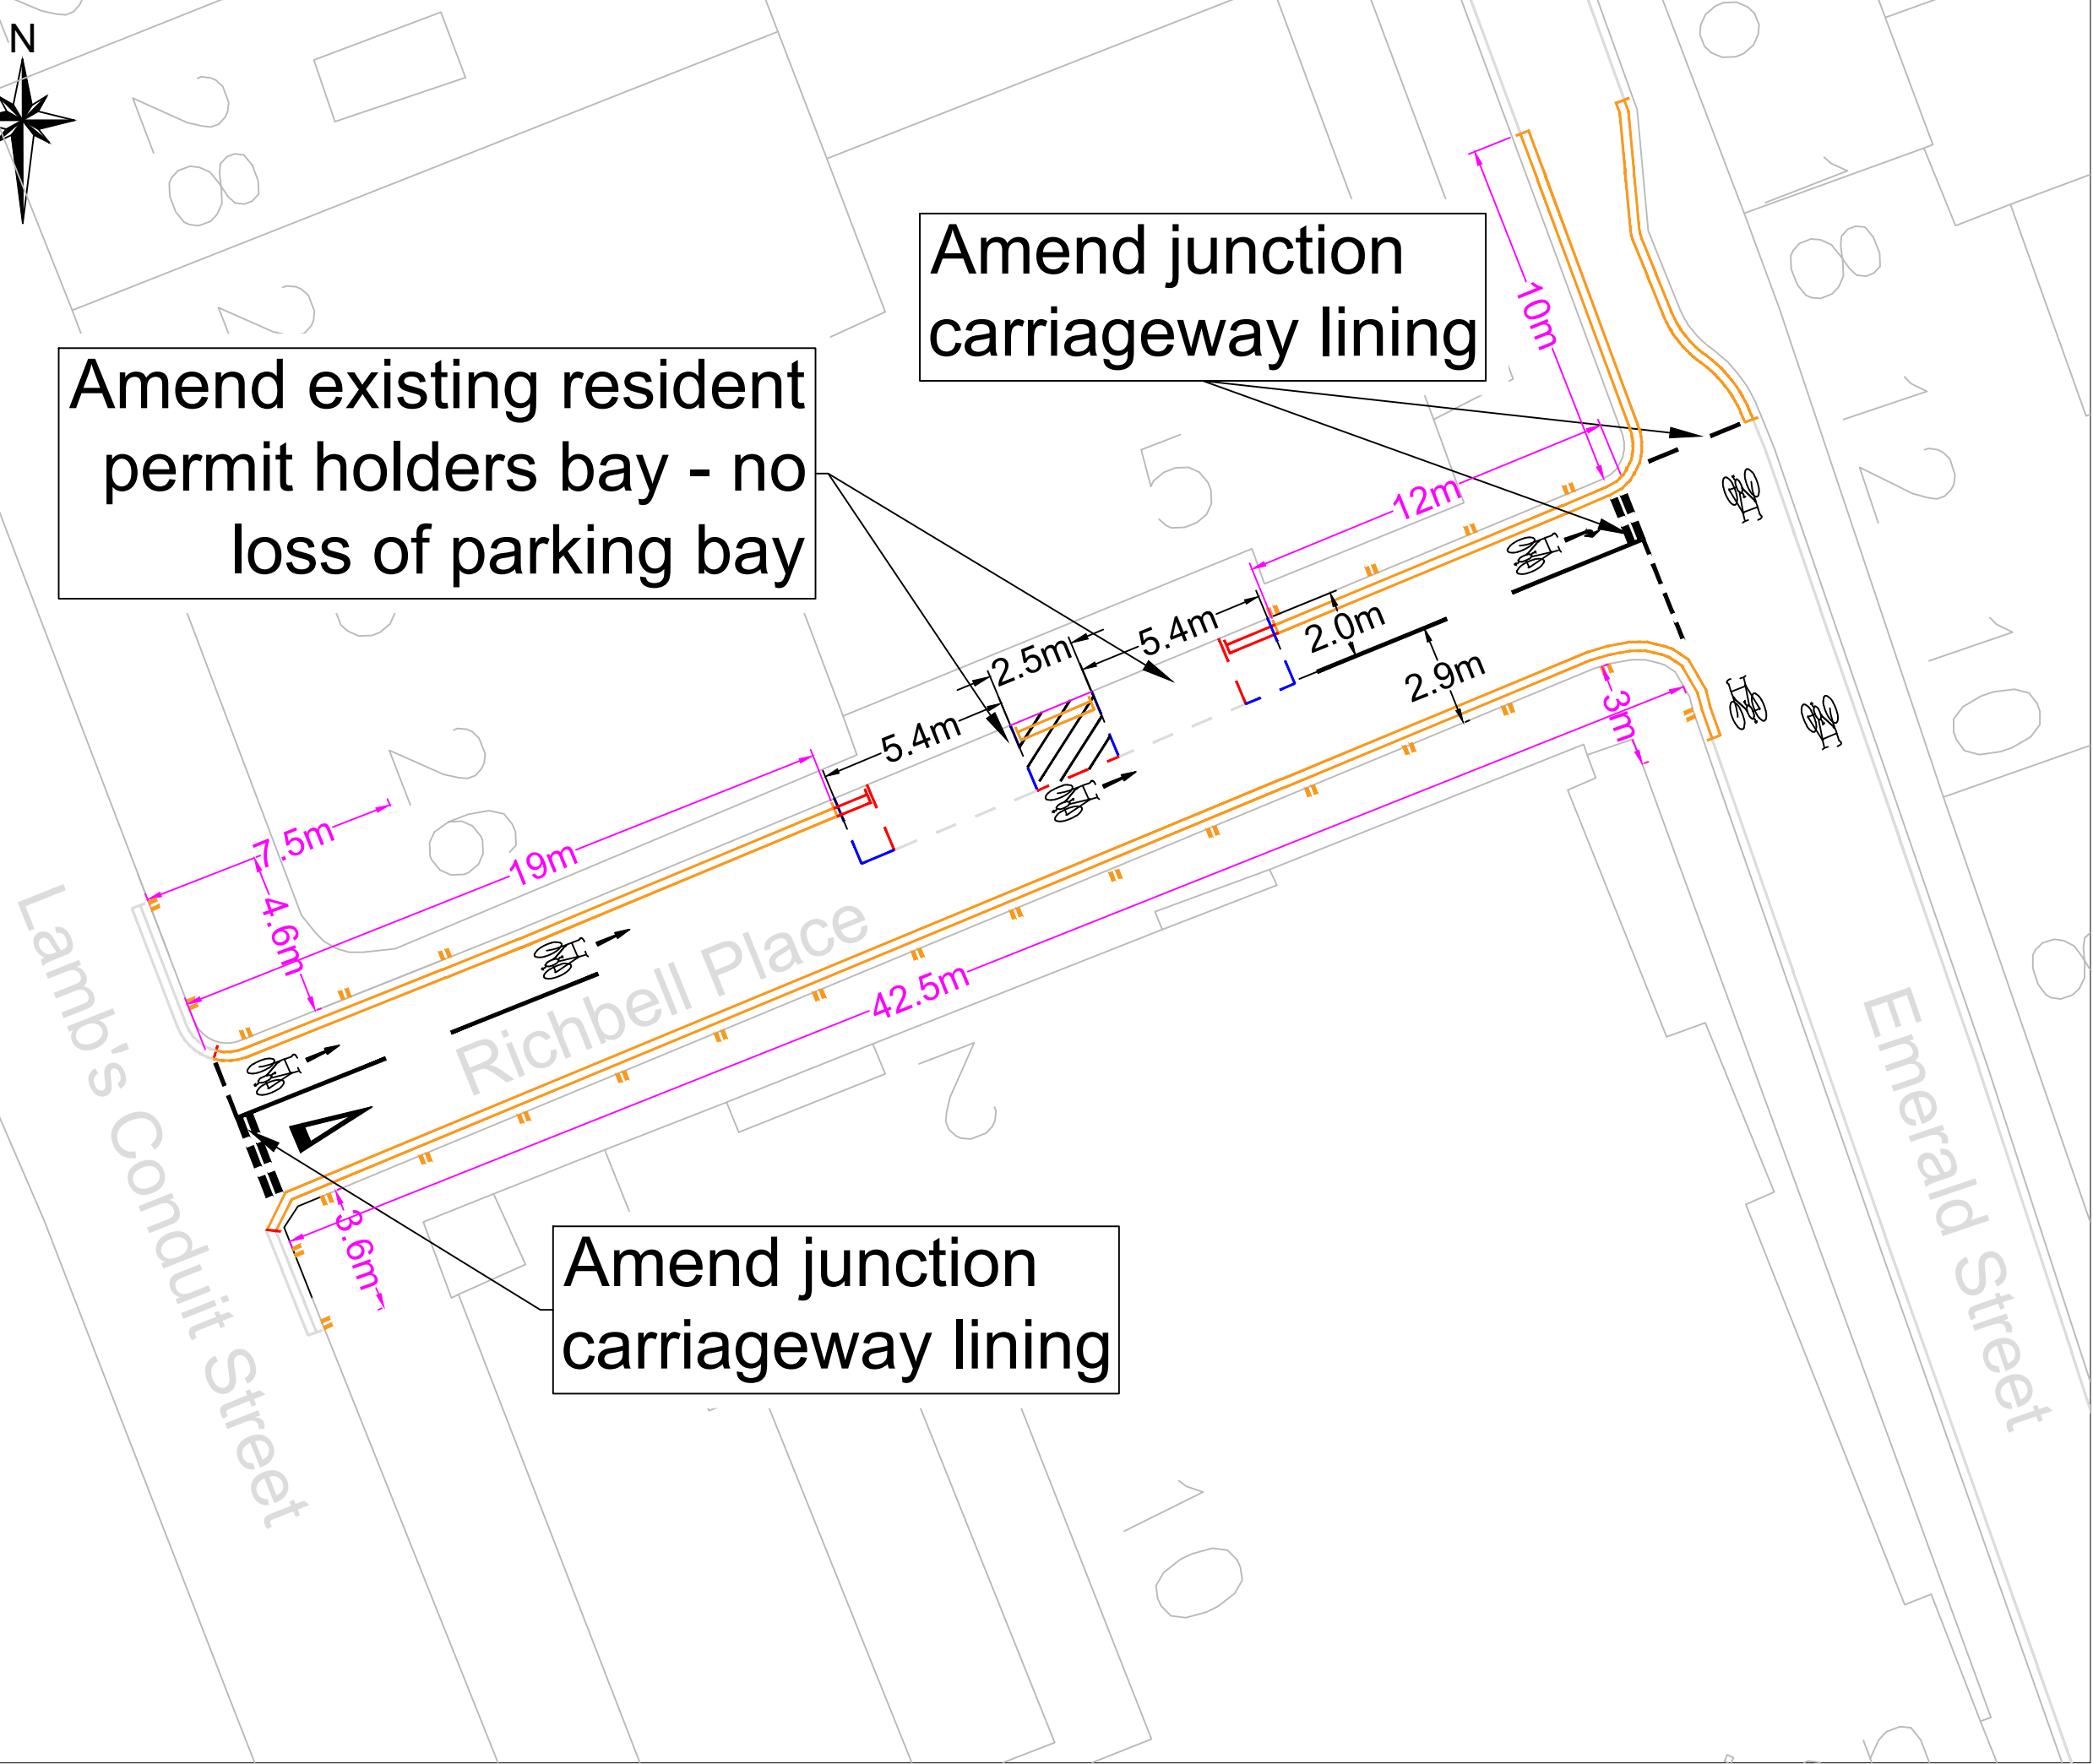 N
Amend junction
carriageway lining
Amend existing resident
permit holders bay - no
loss of parking bay
10m
12m
5.4m
2.0m
2.5m
2.9m
5.4m
3m
7.5m
19m
4.6m
42.5m
3.6m
Richbell Place
Lamb's Conduit Street
Emerald Street
Amend junction
carriageway lining
28
2
5
26
2
10
18
12
10
8